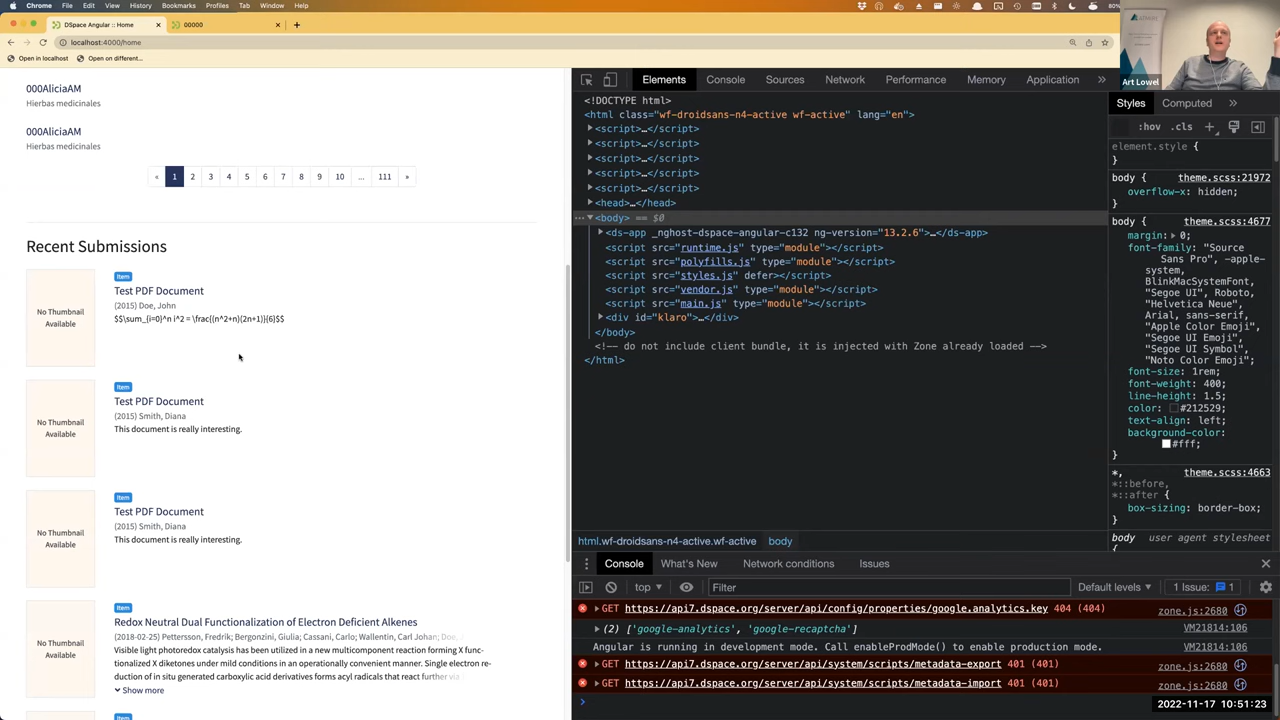 Chrome File Edit View History Bookmarks Profiles Tab Window Help
DSpace Angular :: Home
00000
localhost:4000/home
80%
Open in localhost
Open on different...
Art Lowel
000AliciaAM
Hierbas medicinales
000AliciaAM
Hierbas medicinales
« 1 2 3 4 5 6 7 8 9 10 ... 111 »
Recent Submissions
No Thumbnail
Available
Item
Test PDF Document
(2015) Doe, John
$$\sum_{i=0}^n i^2 = \frac{(n^2+n)(2n+1)}{6}$$
No Thumbnail
Available
Item
Test PDF Document
(2015) Smith, Diana
This document is really interesting.
No Thumbnail
Available
Item
Test PDF Document
(2015) Smith, Diana
This document is really interesting.
No Thumbnail
Available
Item
Redox Neutral Dual Functionalization of Electron Deficient Alkenes
(2018-02-25) Pettersson, Fredrik; Bergonzini, Giulia; Cassani, Carlo; Wallentin, Carl Johan; Do
Visible light photoredox catalysis has been utilized in a new multicomponent reaction forming X func-
tionalized X diketones under mild conditions in an operationally convenient manner. Single electron re-
duction of in situ generated carboxylic acid derivatives forms acyl radicals that react further via
Show more
Item
Elements Console Sources Network Performance Memory Application »
<!DOCTYPE html>
<html class="wf-droidsans-n4-active wf-active" lang="en">
<script>…</script>
<script>…</script>
<script>…</script>
<script>…</script>
<script>…</script>
<head>…</head>
<body> == $0
<ds-app _nghost-dspace-angular-c132 ng-version="13.2.6">…</ds-app>
<script src="runtime.js" type="module"></script>
<script src="polyfills.js" type="module"></script>
<script src="styles.js" defer></script>
<script src="vendor.js" type="module"></script>
<script src="main.js" type="module"></script>
<div id="klaro">…</div>
</body>
<!-- do not include client bundle, it is injected with Zone already loaded -->
</html>
html.wf-droidsans-n4-active.wf-active body
Styles Computed »
:hov .cls
element.style {
}
body { theme.scss:21972
overflow-x: hidden;
}
body { theme.scss:4677
margin: 0;
font-family: "Source
Sans Pro", -apple-
system,
BlinkMacSystemFont,
"Segoe UI", Roboto,
"Helvetica Neue",
Arial, sans-serif,
"Apple Color Emoji",
"Segoe UI Emoji",
"Segoe UI Symbol",
"Noto Color Emoji";
font-size: 1rem;
font-weight: 400;
line-height: 1.5;
color: #212529;
text-align: left;
background-color:
#fff;
}
*, theme.scss:4663
*::before,
*::after {
box-sizing: border-box;
}
body user agent stylesheet
Console What's New Network conditions Issues
top Filter Default levels 1 Issue: 1
GET https://api7.dspace.org/server/api/config/properties/google.analytics.key 404 (404) zone.js:2680
(2) ['google-analytics', 'google-recaptcha'] VM21814:106
Angular is running in development mode. Call enableProdMode() to enable production mode. VM21814:106
GET https://api7.dspace.org/server/api/system/scripts/metadata-export 401 (401) zone.js:2680
GET https://api7.dspace.org/server/api/system/scripts/metadata-import 401 (401) zone.js:2680
2022-11-17 10:51:23